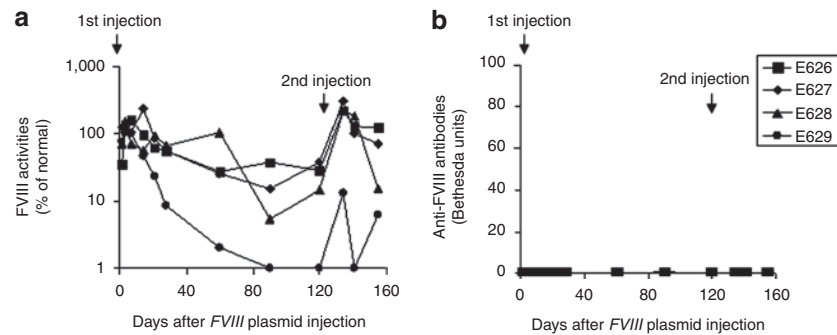 a
1st injection
2nd injection
FVIII activities
(% of normal)
1,000
100
10
1
0
40
80
120
160
Days after FVIII plasmid injection
b
1st injection
2nd injection
E626
E627
E628
E629
Anti-FVIII antibodies
(Bethesda units)
100
80
60
40
20
0
0
40
80
120
160
Days after FVIII plasmid injection